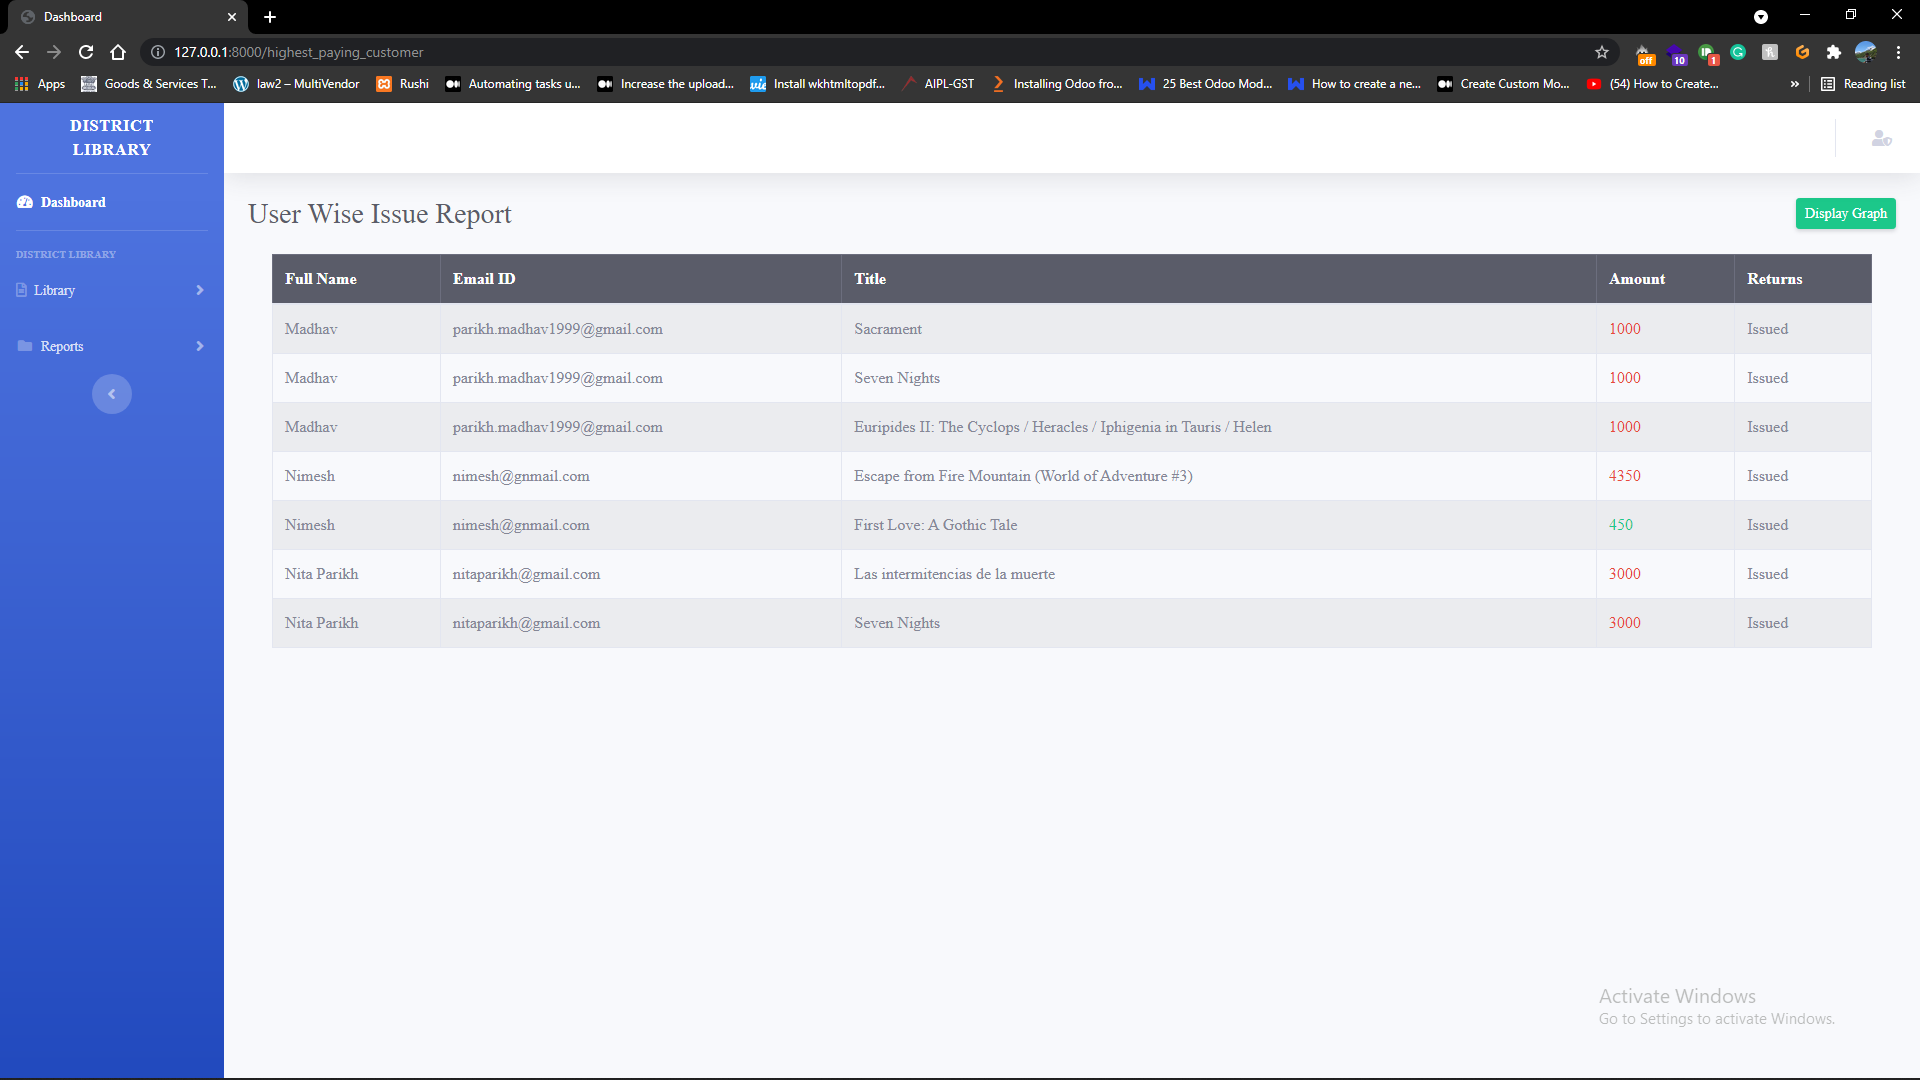 Dashboard
127.0.0.1:8000/highest_paying_customer
off 10 1
Apps Goods & Services T... law2 – MultiVendor Rushi Automating tasks u... Increase the upload... Install wkhtmltopdf... AIPL-GST Installing Odoo fro... 25 Best Odoo Mod... How to create a ne... Create Custom Mo... (54) How to Create... » Reading list
DISTRICT
LIBRARY
Dashboard
DISTRICT LIBRARY
Library
Reports
User Wise Issue Report
Display Graph
Full Name Email ID Title Amount Returns
Madhav parikh.madhav1999@gmail.com Sacrament 1000 Issued
Madhav parikh.madhav1999@gmail.com Seven Nights 1000 Issued
Madhav parikh.madhav1999@gmail.com Euripides II: The Cyclops / Heracles / Iphigenia in Tauris / Helen 1000 Issued
Nimesh nimesh@gnmail.com Escape from Fire Mountain (World of Adventure #3) 4350 Issued
Nimesh nimesh@gnmail.com First Love: A Gothic Tale 450 Issued
Nita Parikh nitaparikh@gmail.com Las intermitencias de la muerte 3000 Issued
Nita Parikh nitaparikh@gmail.com Seven Nights 3000 Issued
Activate Windows
Go to Settings to activate Windows.